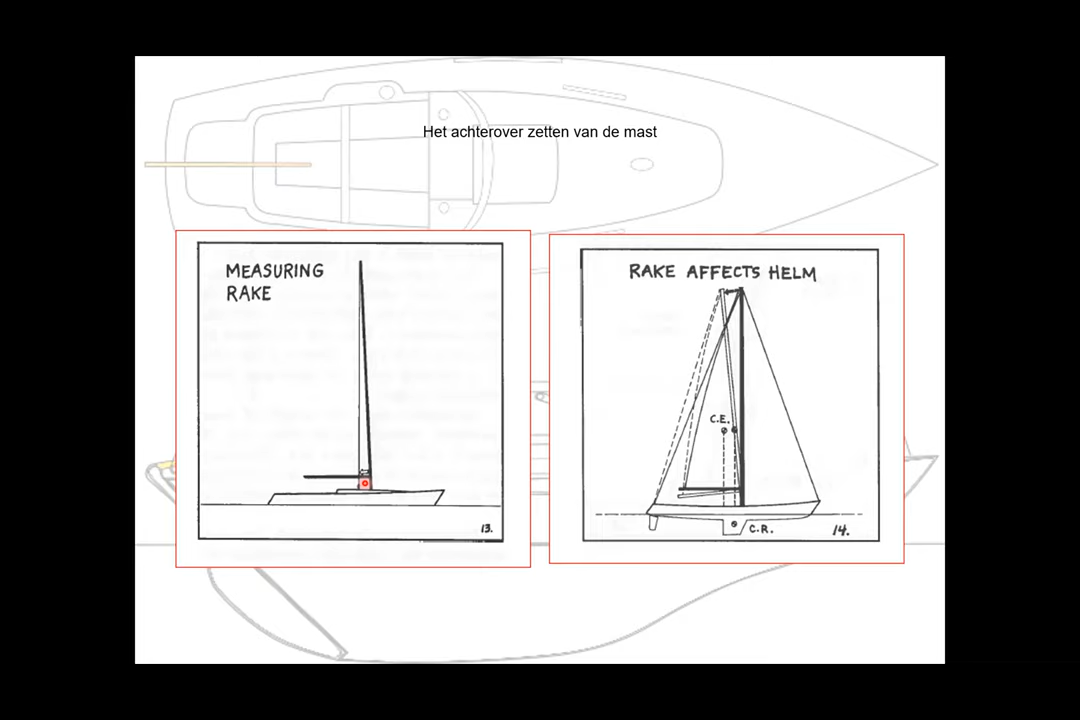 Het achterover zetten van de mast
MEASURING
RAKE
13.
RAKE AFFECTS HELM
C.E.
C.R.
14.